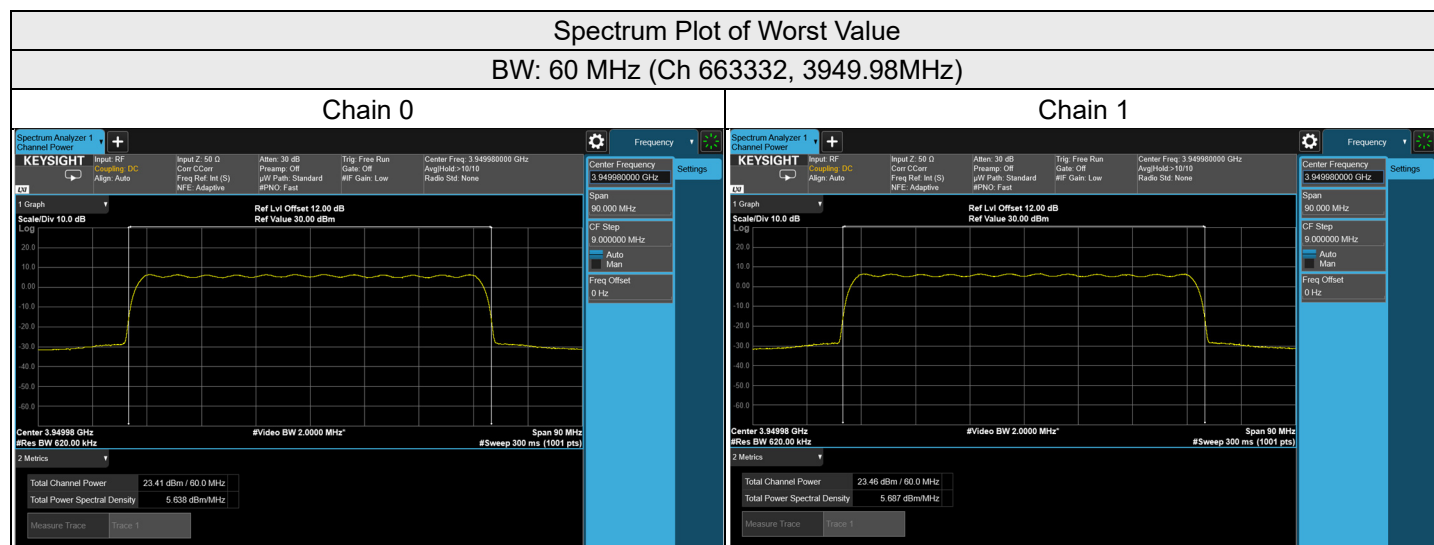 Spectrum Plot of Worst Value
BW: 60 MHz (Ch 663332, 3949.98MHz)
Chain 0
Spectrum Analyzer 1
Channel Power
+
Frequency
KEYSIGHT
LXI
Input: RF
Coupling: DC
Align: Auto
Input Z: 50 Ω
Corr CCorr
Freq Ref: Int (S)
NFE: Adaptive
Atten: 30 dB
Preamp: Off
µW Path: Standard
#PNO: Fast
Trig: Free Run
Gate: Off
#IF Gain: Low
Center Freq: 3.949980000 GHz
Avg|Hold:>10/10
Radio Std: None
Center Frequency
3.949980000 GHz
Settings
Span
90.000 MHz
CF Step
9.000000 MHz
Auto
Man
Freq Offset
0 Hz
1 Graph
Scale/Div 10.0 dB
Ref Lvl Offset 12.00 dB
Ref Value 30.00 dBm
Log
20.0
10.0
0.00
-10.0
-20.0
-30.0
-40.0
-50.0
-60.0
Center 3.94998 GHz
#Res BW 620.00 kHz
#Video BW 2.0000 MHz*
Span 90 MHz
#Sweep 300 ms (1001 pts)
2 Metrics
Total Channel Power 23.41 dBm / 60.0 MHz
Total Power Spectral Density 5.638 dBm/MHz
Measure Trace Trace 1
Chain 1
Spectrum Analyzer 1
Channel Power
+
Frequency
KEYSIGHT
LXI
Input: RF
Coupling: DC
Align: Auto
Input Z: 50 Ω
Corr CCorr
Freq Ref: Int (S)
NFE: Adaptive
Atten: 30 dB
Preamp: Off
µW Path: Standard
#PNO: Fast
Trig: Free Run
Gate: Off
#IF Gain: Low
Center Freq: 3.949980000 GHz
Avg|Hold:>10/10
Radio Std: None
Center Frequency
3.949980000 GHz
Settings
Span
90.000 MHz
CF Step
9.000000 MHz
Auto
Man
Freq Offset
0 Hz
1 Graph
Scale/Div 10.0 dB
Ref Lvl Offset 12.00 dB
Ref Value 30.00 dBm
Log
20.0
10.0
0.00
-10.0
-20.0
-30.0
-40.0
-50.0
-60.0
Center 3.94998 GHz
#Res BW 620.00 kHz
#Video BW 2.0000 MHz*
Span 90 MHz
#Sweep 300 ms (1001 pts)
2 Metrics
Total Channel Power 23.46 dBm / 60.0 MHz
Total Power Spectral Density 5.687 dBm/MHz
Measure Trace Trace 1